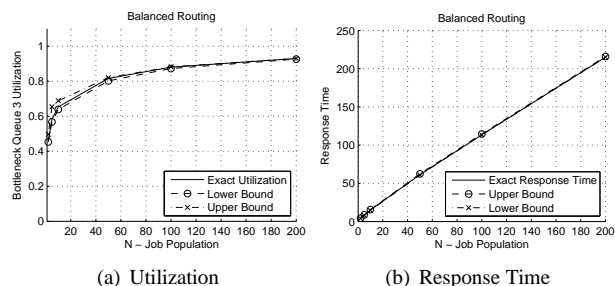 Balanced Routing
Bottleneck Queue 3 Utilization
1
0.8
0.6
0.4
0.2
0
20 40 60 80 100 120 140 160 180 200
N − Job Population
Exact Utilization
Lower Bound
Upper Bound
(a) Utilization
Balanced Routing
Response Time
250
200
150
100
50
0
20 40 60 80 100 120 140 160 180 200
N − Job Population
Exact Response Time
Upper Bound
Lower Bound
(b) Response Time